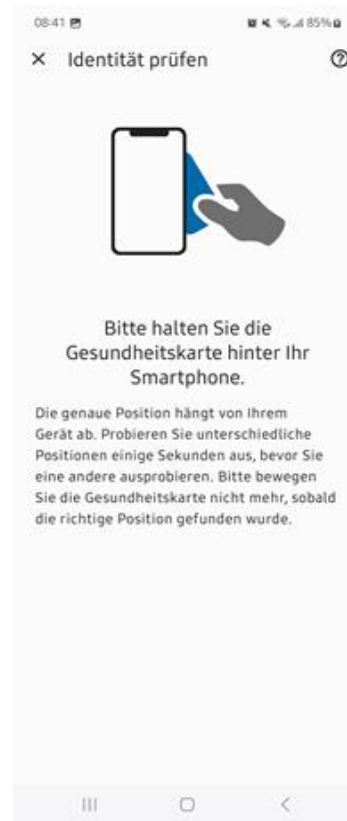 08:41
85%
Identität prüfen
Bitte halten Sie die
Gesundheitskarte hinter Ihr
Smartphone.
Die genaue Position hängt von Ihrem
Gerät ab. Probieren Sie unterschiedliche
Positionen einige Sekunden aus, bevor Sie
eine andere ausprobieren. Bitte bewegen
Sie die Gesundheitskarte nicht mehr, sobald
die richtige Position gefunden wurde.